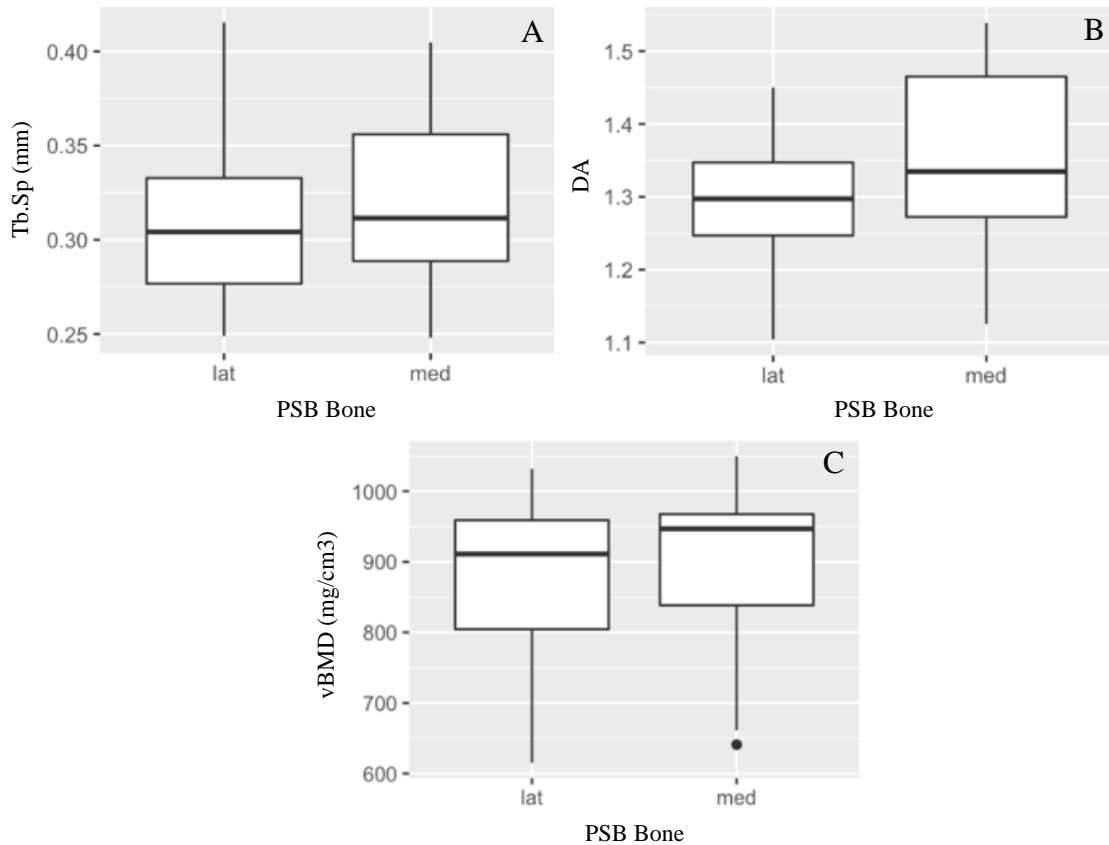 A
Tb.Sp (mm)
0.40
0.35
0.30
0.25
lat
med
PSB Bone
B
DA
1.5
1.4
1.3
1.2
1.1
lat
med
PSB Bone
C
vBMD (mg/cm3)
1000
900
800
700
600
lat
med
PSB Bone